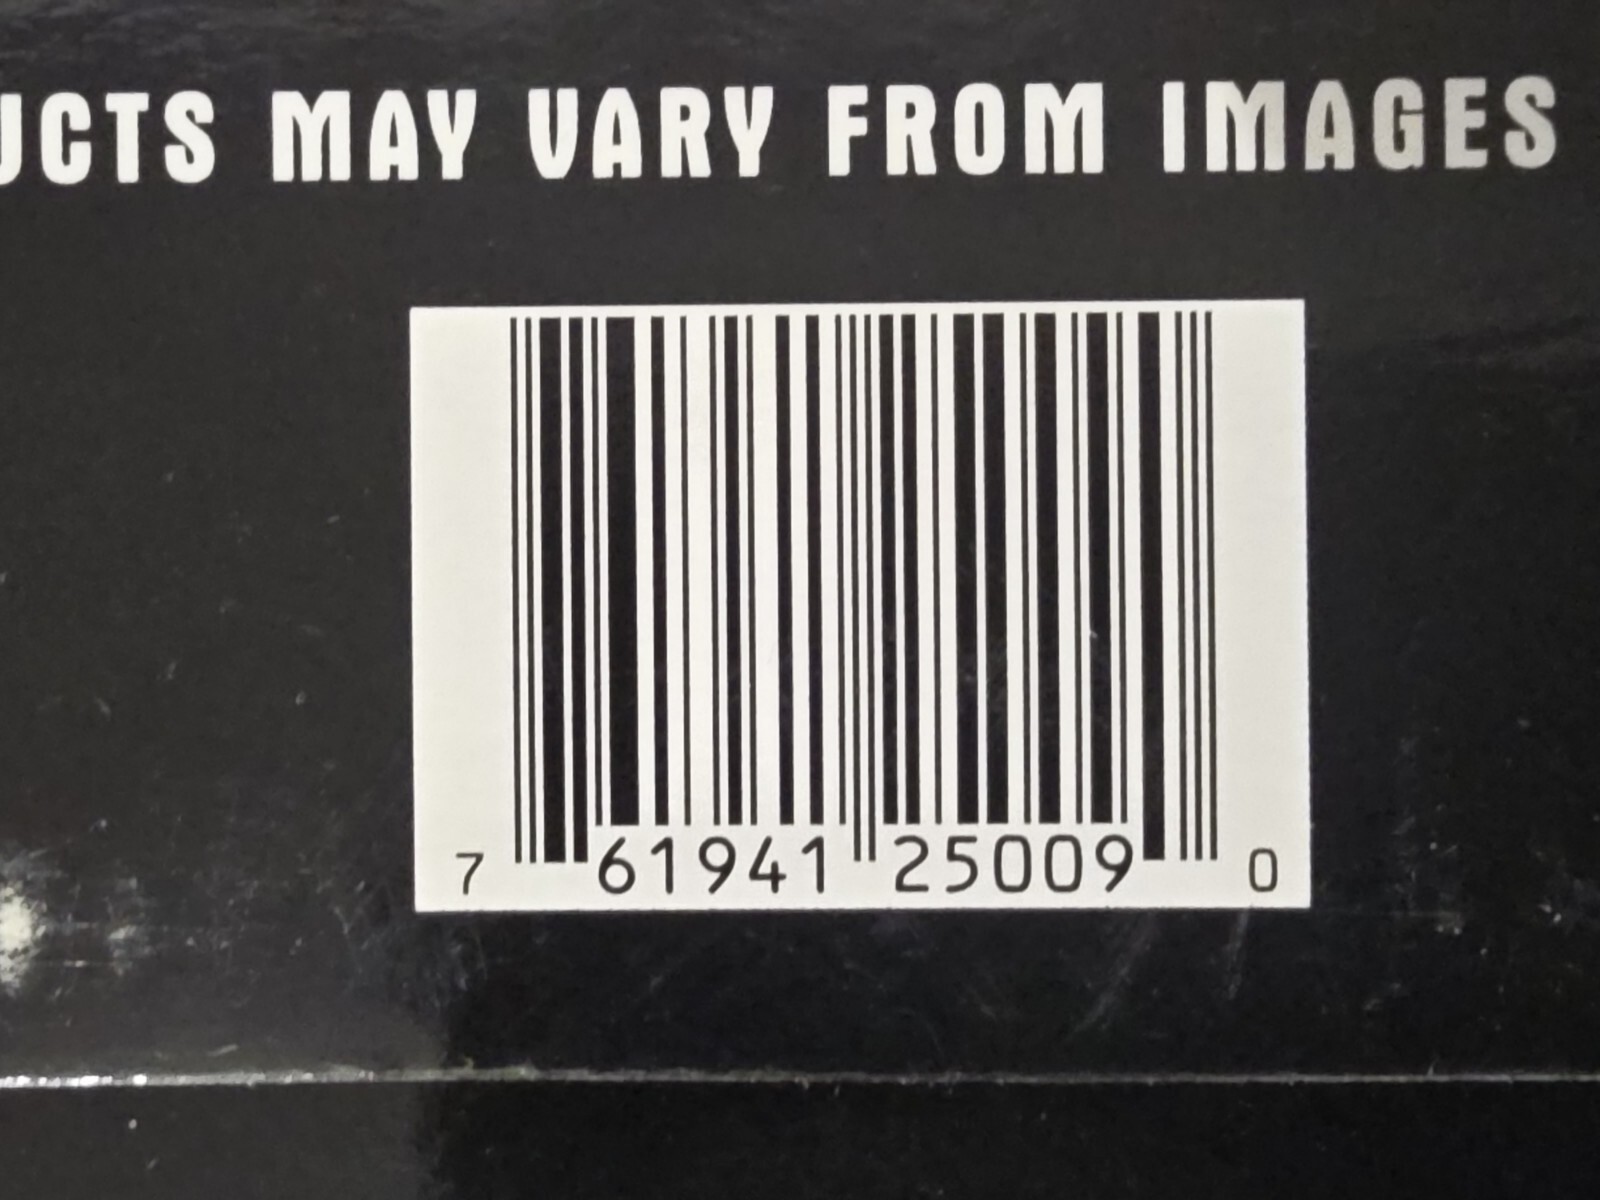 UCTS MAY VARY FROM IMAGES
7 61941 25009 0